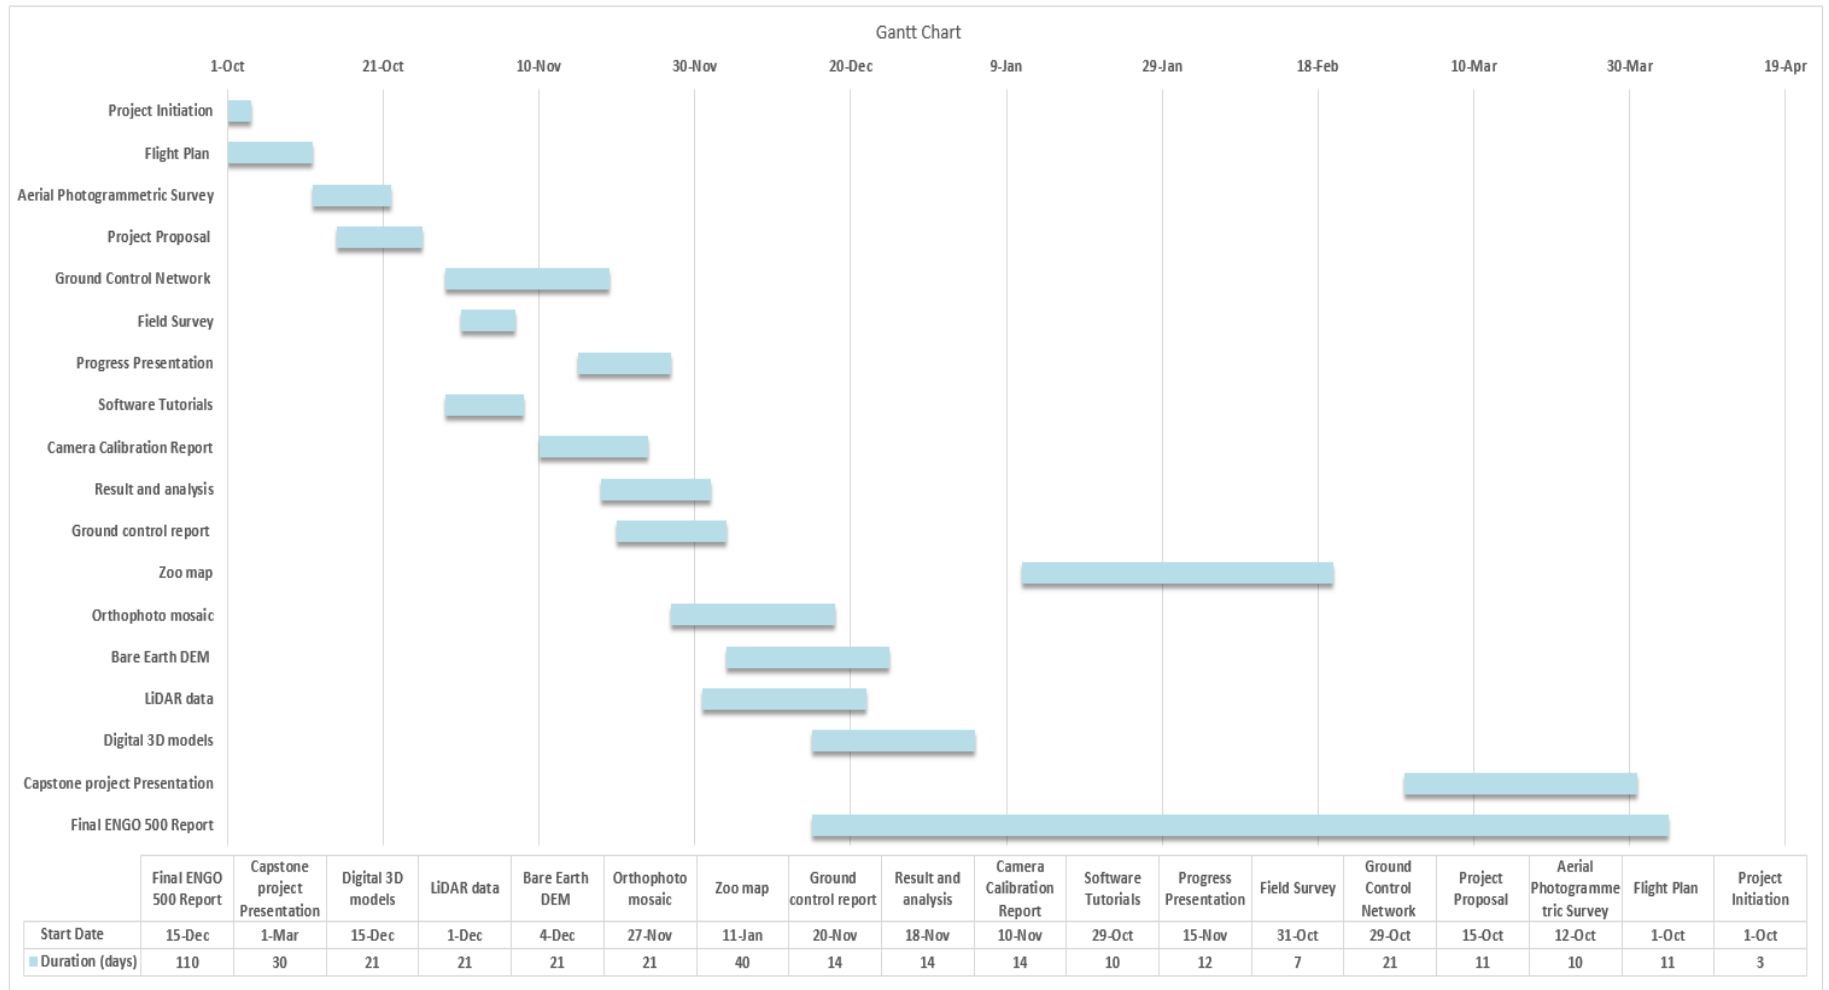 Gantt Chart
1-Oct 21-Oct 10-Nov 30-Nov 20-Dec 9-Jan 29-Jan 18-Feb 10-Mar 30-Mar 19-Apr
Project Initiation
Flight Plan
Aerial Photogrammetric Survey
Project Proposal
Ground Control Network
Field Survey
Progress Presentation
Software Tutorials
Camera Calibration Report
Result and analysis
Ground control report
Zoo map
Orthophoto mosaic
Bare Earth DEM
LiDAR data
Digital 3D models
Capstone project Presentation
Final ENGO 500 Report
Final ENGO
500 Report
Capstone
project
Presentation
Digital 3D
models
LiDAR data
Bare Earth
DEM
Orthophoto
mosaic
Zoo map
Ground
control report
Result and
analysis
Camera
Calibration
Report
Software
Tutorials
Progress
Presentation
Field Survey
Ground
Control
Network
Project
Proposal
Aerial
Photogramme
tric Survey
Flight Plan
Project
Initiation
Start Date 15-Dec 1-Mar 15-Dec 1-Dec 4-Dec 27-Nov 11-Jan 20-Nov 18-Nov 10-Nov 29-Oct 15-Nov 31-Oct 29-Oct 15-Oct 12-Oct 1-Oct 1-Oct
Duration (days) 110 30 21 21 21 21 40 14 14 14 10 12 7 21 11 10 11 3